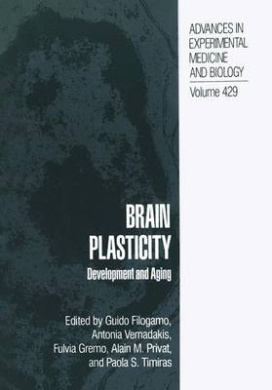 ADVANCES IN
EXPERIMENTAL
MEDICINE
AND BIOLOGY
Volume 429
BRAIN
PLASTICITY
Development and Aging
Edited by Guido Filogamo,
Antonia Vernadakis,
Fulvia Gremo, Alain M. Privat,
and Paola S. Timiras